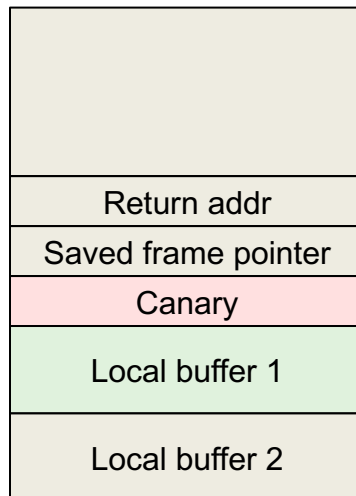 Return addr
Saved frame pointer
Canary
Local buffer 1
Local buffer 2